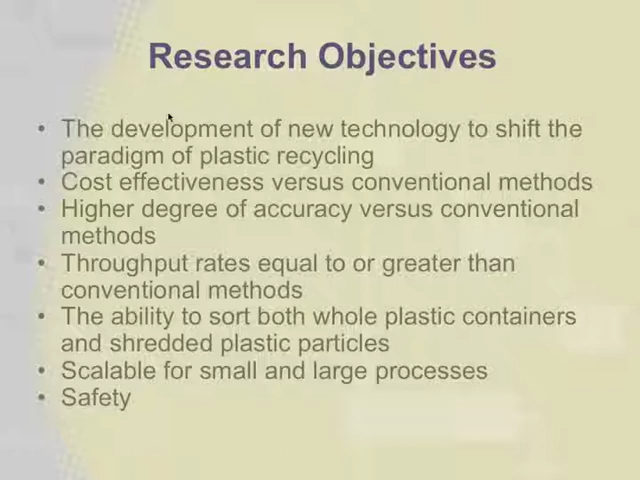 Research Objectives
• The development of new technology to shift the
paradigm of plastic recycling
• Cost effectiveness versus conventional methods
• Higher degree of accuracy versus conventional
methods
• Throughput rates equal to or greater than
conventional methods
• The ability to sort both whole plastic containers
and shredded plastic particles
• Scalable for small and large processes
• Safety